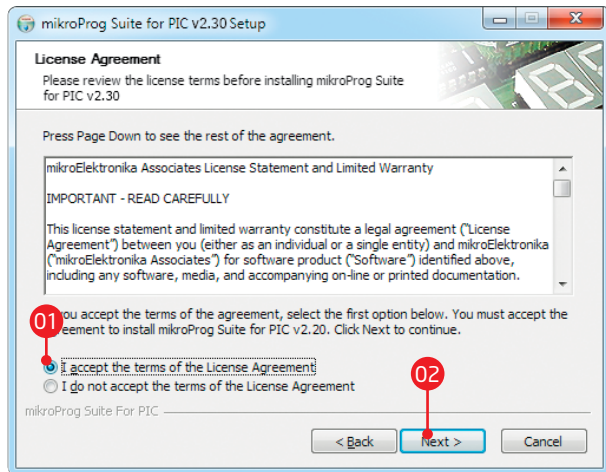 mikroProg Suite for PIC v2.30 Setup
License Agreement
Please review the license terms before installing mikroProg Suite
for PIC v2.30
Press Page Down to see the rest of the agreement.
mikroElektronika Associates License Statement and Limited Warranty
IMPORTANT - READ CAREFULLY
This license statement and limited warranty constitute a legal agreement ("License
Agreement") between you (either as an individual or a single entity) and mikroElektronika
("mikroElektronika Associates") for software product ("Software") identified above,
including any software, media, and accompanying on-line or printed documentation.
01
you accept the terms of the agreement, select the first option below. You must accept the
reement to install mikroProg Suite for PIC v2.20. Click Next to continue.
I accept the terms of the License Agreement
I do not accept the terms of the License Agreement
02
mikroProg Suite For PIC
< Back Next > Cancel